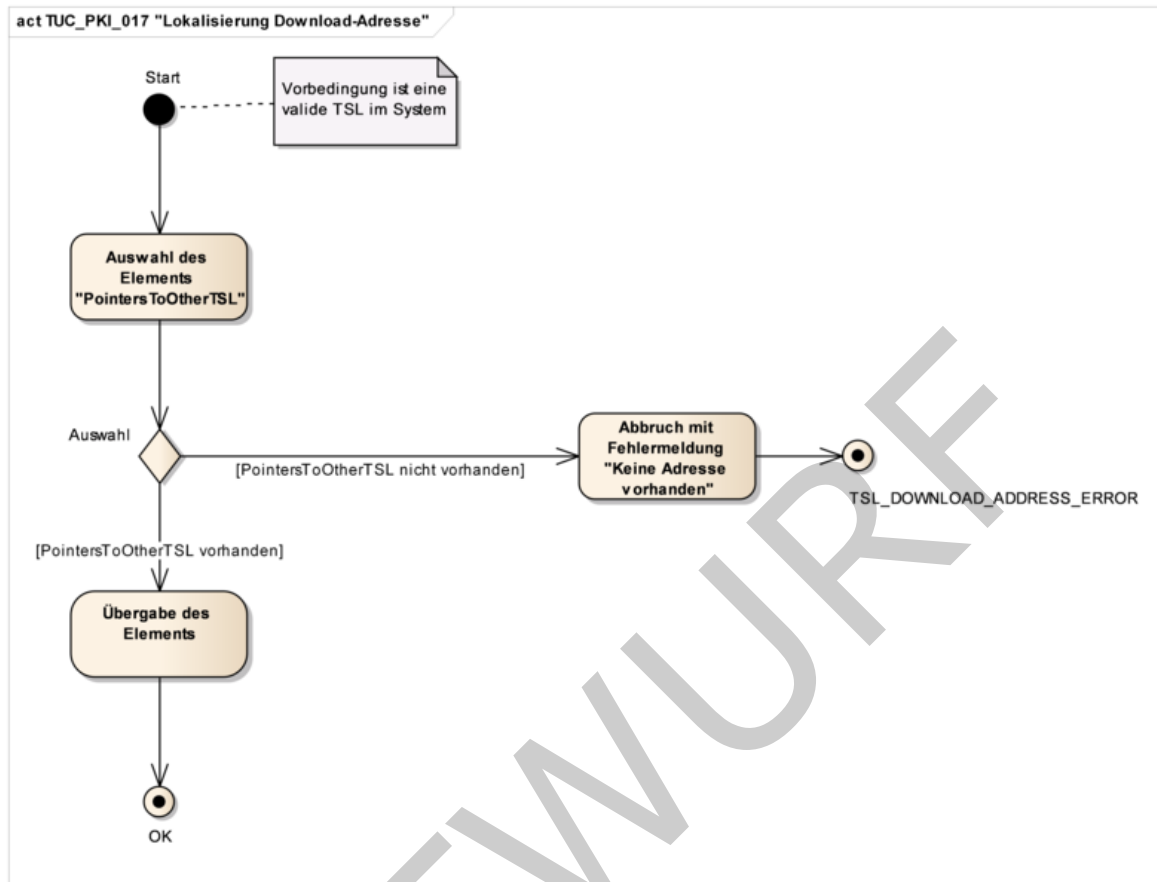 act TUC_PKI_017 "Lokalisierung Download-Adresse"
Start
Vorbedingung ist eine
valide TSL im System
Auswahl des
Elements
"PointersToOtherTSL"
Auswahl
[PointersToOtherTSL nicht vorhanden]
Abbruch mit
Fehlermeldung
"Keine Adresse
vorhanden"
TSL_DOWNLOAD_ADDRESS_ERROR
[PointersToOtherTSL vorhanden]
Übergabe des
Elements
OK
TWURF